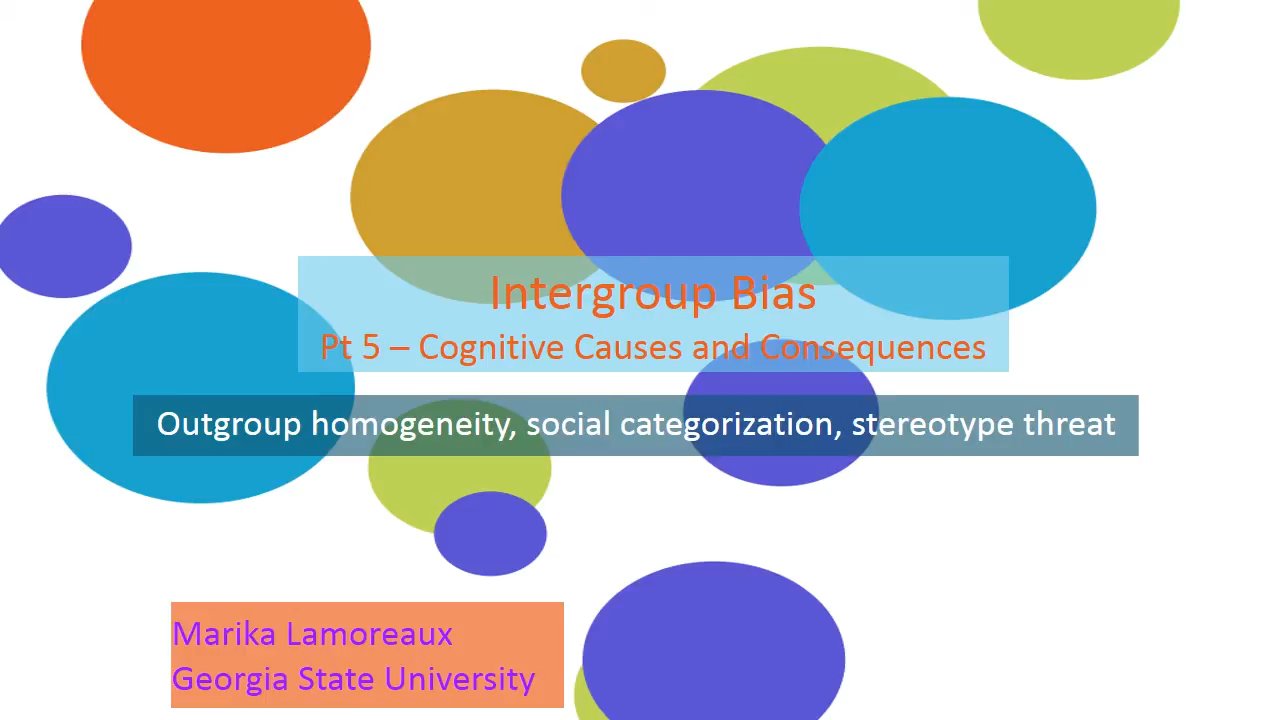 Intergroup Bias
Pt 5 – Cognitive Causes and Consequences
Outgroup homogeneity, social categorization, stereotype threat
Marika Lamoreaux
Georgia State University